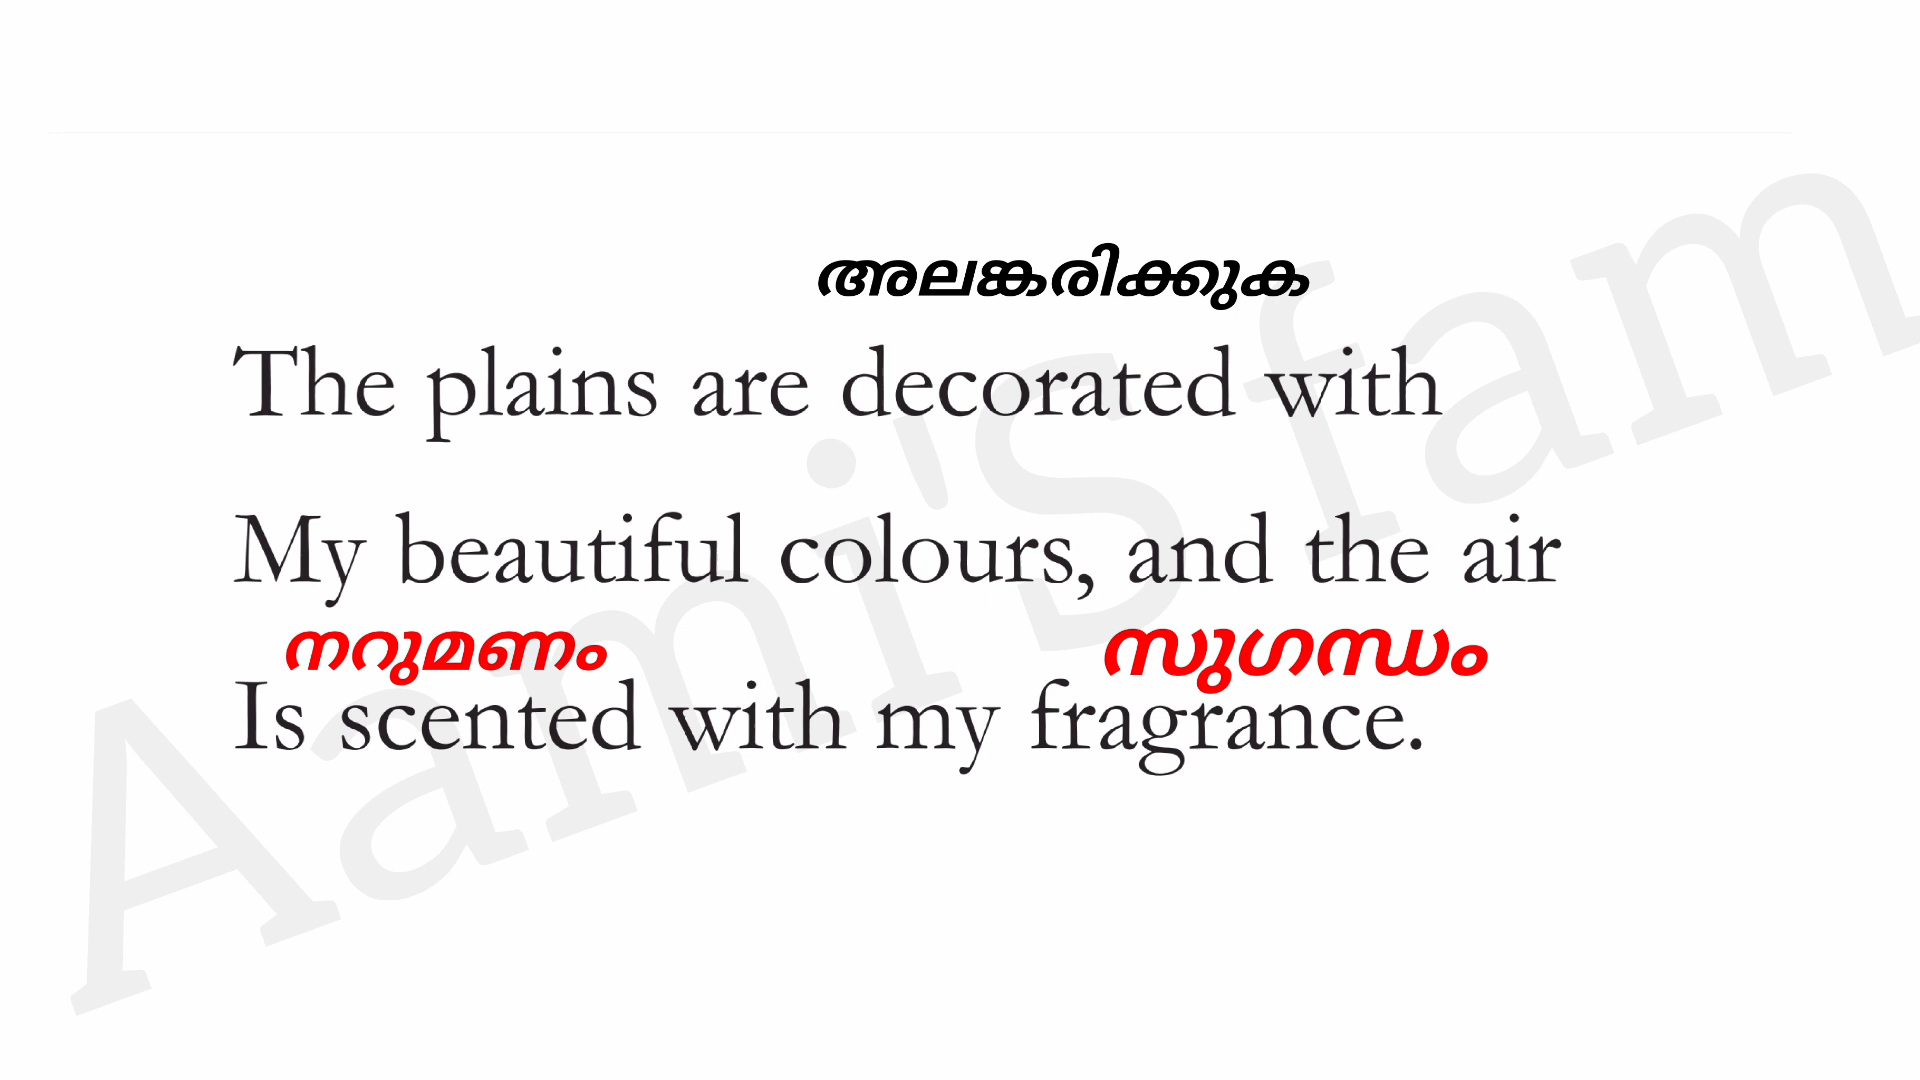 അലങ്കരിക്കുക
The plains are decorated with
My beautiful colours, and the air
നറുമണം സുഗന്ധം
Is scented with my fragrance.
Aami'S fam